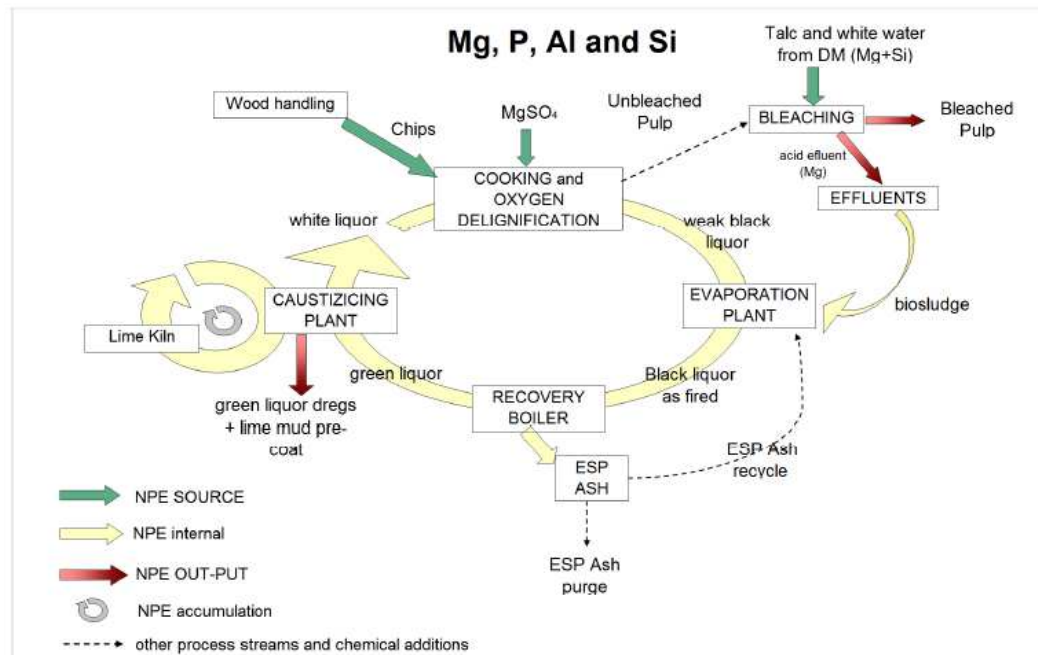 Mg, P, Al and Si
Talc and white water
from DM (Mg+Si)
Wood handling
Chips
MgSO₄
Unbleached
Pulp
BLEACHING
Bleached
Pulp
acid efluent
(Mg)
EFFLUENTS
COOKING and
OXYGEN
DELIGNIFICATION
white liquor
weak black
liquor
biosludge
EVAPORATION
PLANT
CAUSTIZICING
PLANT
Lime Kiln
green liquor
Black liquor
as fired
RECOVERY
BOILER
green liquor dregs
+ lime mud pre-
coat
ESP
ASH
ESP Ash
recycle
ESP Ash
purge
NPE SOURCE
NPE internal
NPE OUT-PUT
NPE accumulation
other process streams and chemical additions